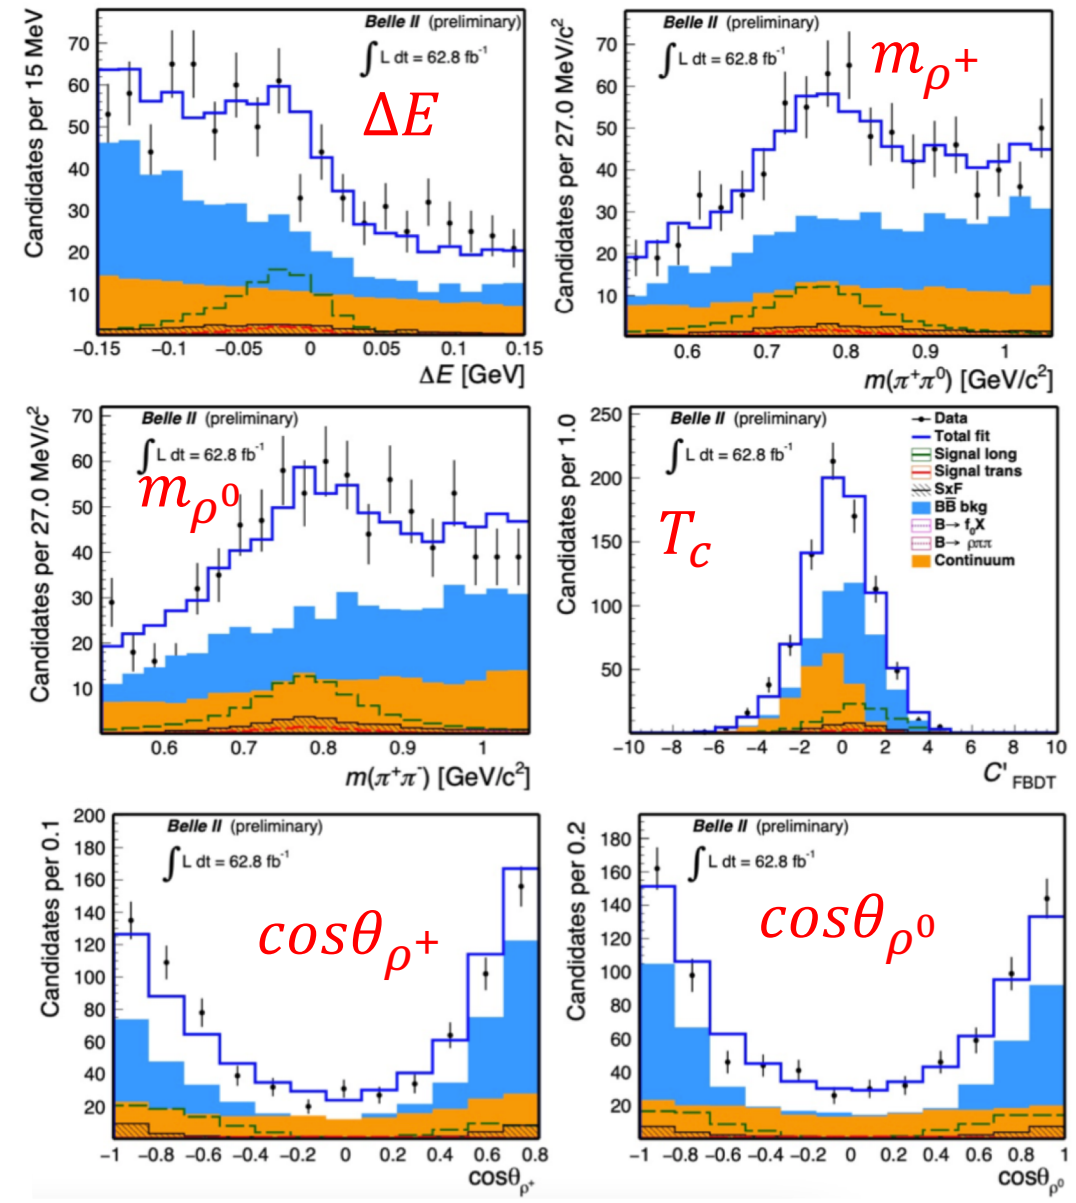 Belle II (preliminary)
∫ L dt = 62.8 fb⁻¹
ΔE
Candidates per 15 MeV
70
60
50
40
30
20
10
−0.15 −0.1 −0.05 0 0.05 0.1 0.15
ΔE [GeV]
Belle II (preliminary)
∫ L dt = 62.8 fb⁻¹
m_ρ⁺
Candidates per 27.0 MeV/c²
70
60
50
40
30
20
10
0.6 0.7 0.8 0.9 1
m(π⁺π⁰) [GeV/c²]
Belle II (preliminary)
∫ L dt = 62.8 fb⁻¹
m_ρ⁰
Candidates per 27.0 MeV/c²
70
60
50
40
30
20
10
0.6 0.7 0.8 0.9 1
m(π⁺π⁻) [GeV/c²]
Belle II (preliminary)
∫ L dt = 62.8 fb⁻¹
T_c
Data
Total fit
Signal long
Signal trans
SxF
BB̅ bkg
B→ f₀X
B→ ρππ
Continuum
Candidates per 1.0
250
200
150
100
50
−10 −8 −6 −4 −2 0 2 4 6 8 10
C'FBDT
Belle II (preliminary)
∫ L dt = 62.8 fb⁻¹
cosθ_ρ⁺
Candidates per 0.1
200
180
160
140
120
100
80
60
40
20
−1 −0.8 −0.6 −0.4 −0.2 0 0.2 0.4 0.6 0.8
cosθ_ρ⁺
Belle II (preliminary)
∫ L dt = 62.8 fb⁻¹
cosθ_ρ⁰
Candidates per 0.2
180
160
140
120
100
80
60
40
20
−1 −0.8 −0.6 −0.4 −0.2 0 0.2 0.4 0.6 0.8 1
cosθ_ρ⁰